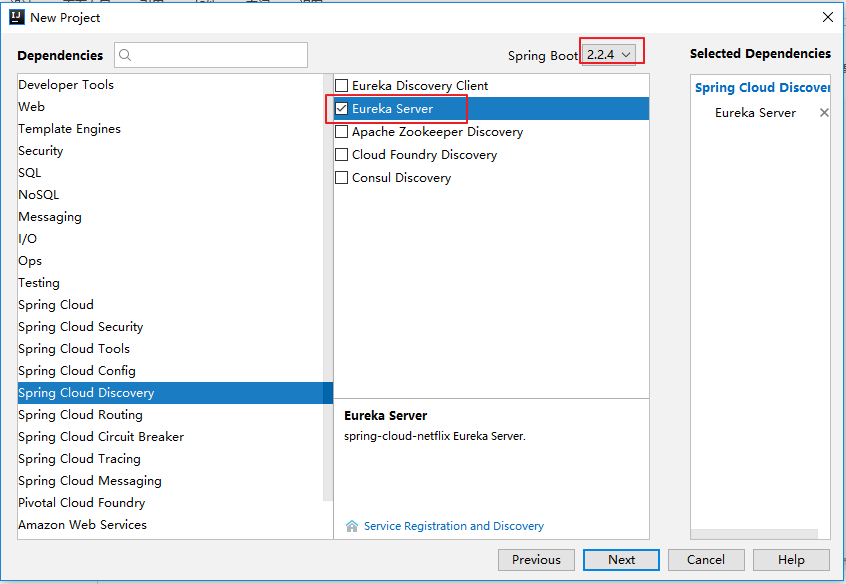 New Project
Dependencies
Spring Boot 2.2.4
Selected Dependencies
Developer Tools
Web
Template Engines
Security
SQL
NoSQL
Messaging
I/O
Ops
Testing
Spring Cloud
Spring Cloud Security
Spring Cloud Tools
Spring Cloud Config
Spring Cloud Discovery
Spring Cloud Routing
Spring Cloud Circuit Breaker
Spring Cloud Tracing
Spring Cloud Messaging
Pivotal Cloud Foundry
Amazon Web Services
Eureka Discovery Client
Eureka Server
Apache Zookeeper Discovery
Cloud Foundry Discovery
Consul Discovery
Eureka Server
spring-cloud-netflix Eureka Server.
Service Registration and Discovery
Spring Cloud Discover
Eureka Server
Previous
Next
Cancel
Help